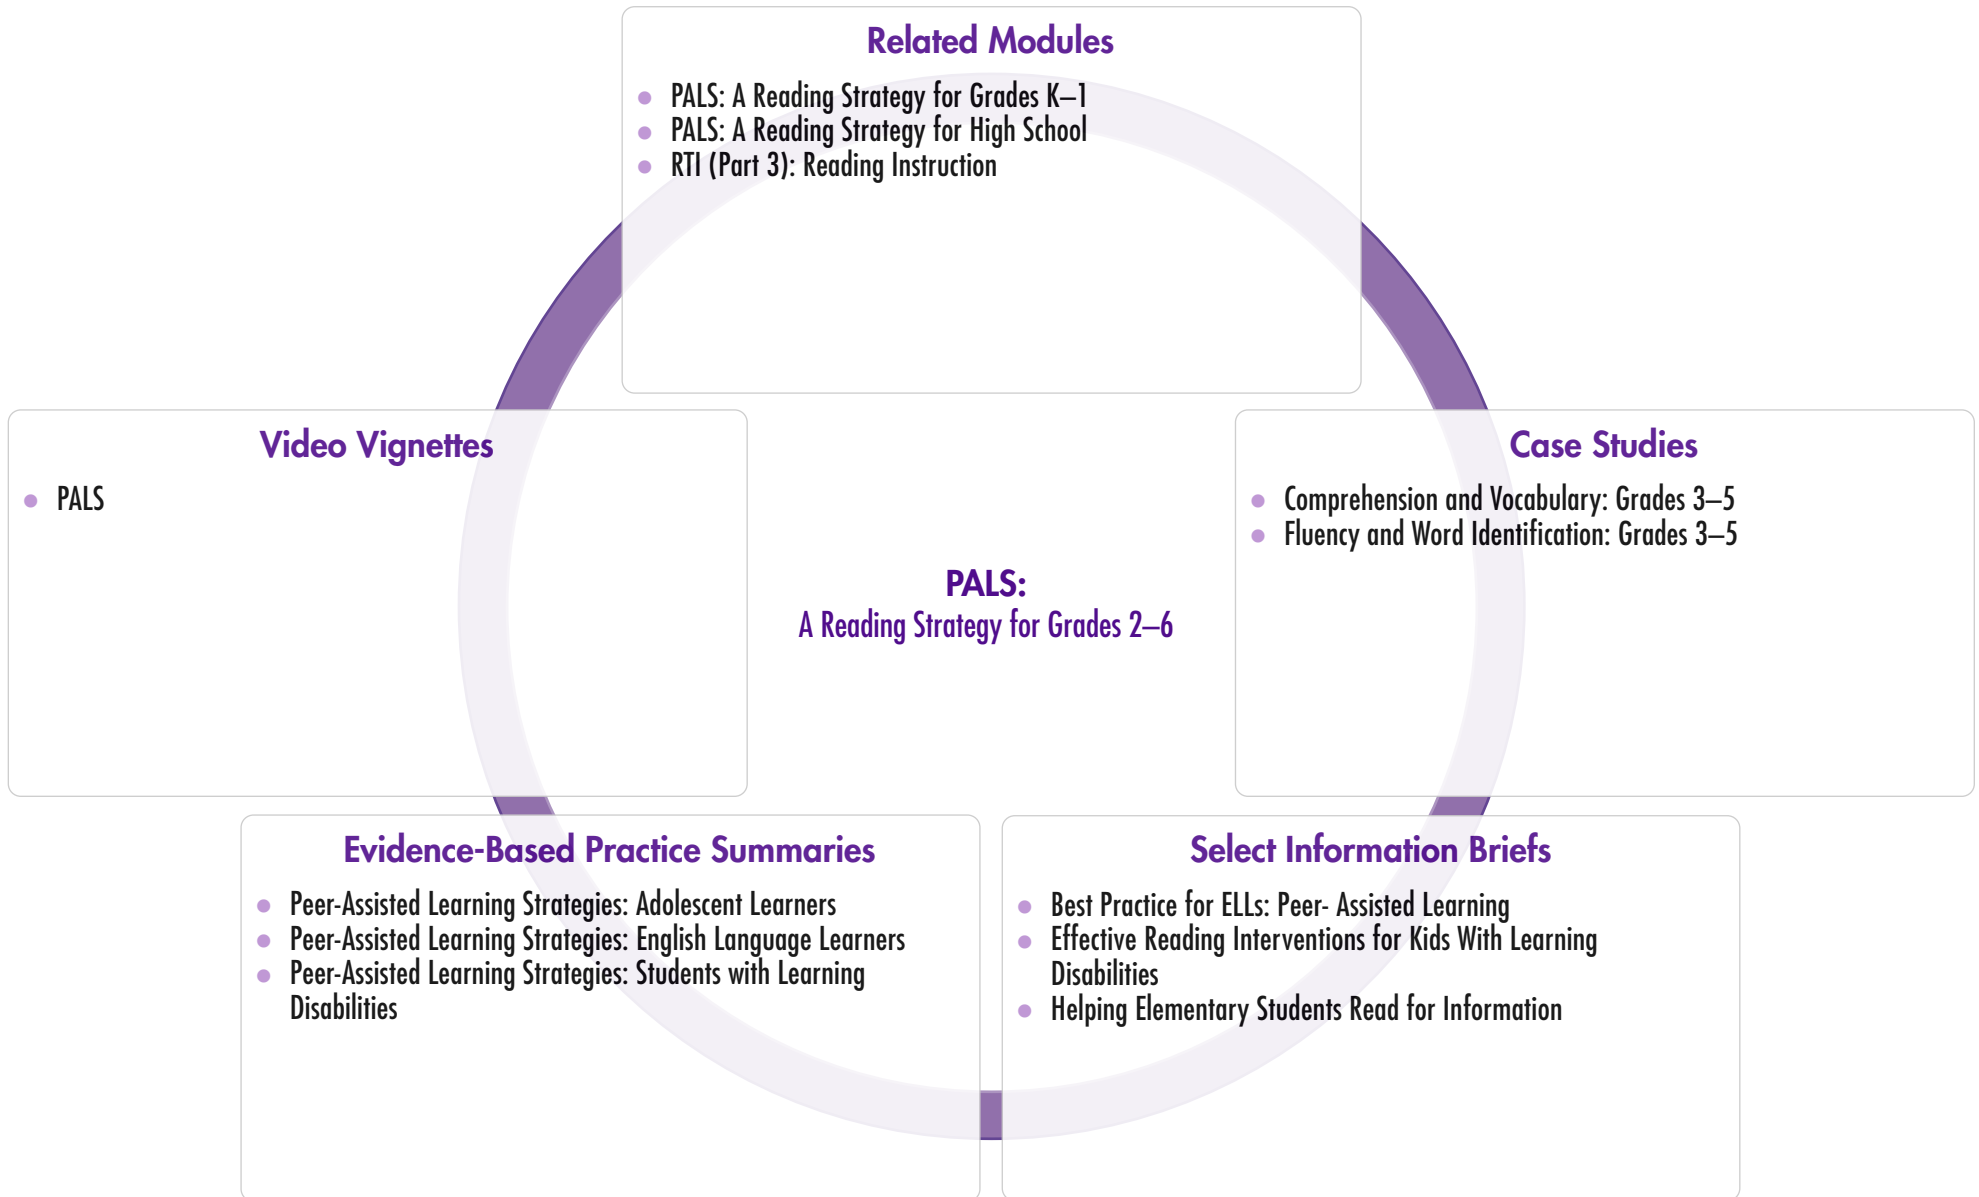 Related Modules
PALS: A Reading Strategy for Grades K–1
PALS: A Reading Strategy for High School
RTI (Part 3): Reading Instruction
Video Vignettes
PALS
Case Studies
Comprehension and Vocabulary: Grades 3–5
Fluency and Word Identification: Grades 3–5
PALS:
A Reading Strategy for Grades 2–6
Evidence-Based Practice Summaries
Peer-Assisted Learning Strategies: Adolescent Learners
Peer-Assisted Learning Strategies: English Language Learners
Peer-Assisted Learning Strategies: Students with Learning
Disabilities
Select Information Briefs
Best Practice for ELLs: Peer- Assisted Learning
Effective Reading Interventions for Kids With Learning
Disabilities
Helping Elementary Students Read for Information